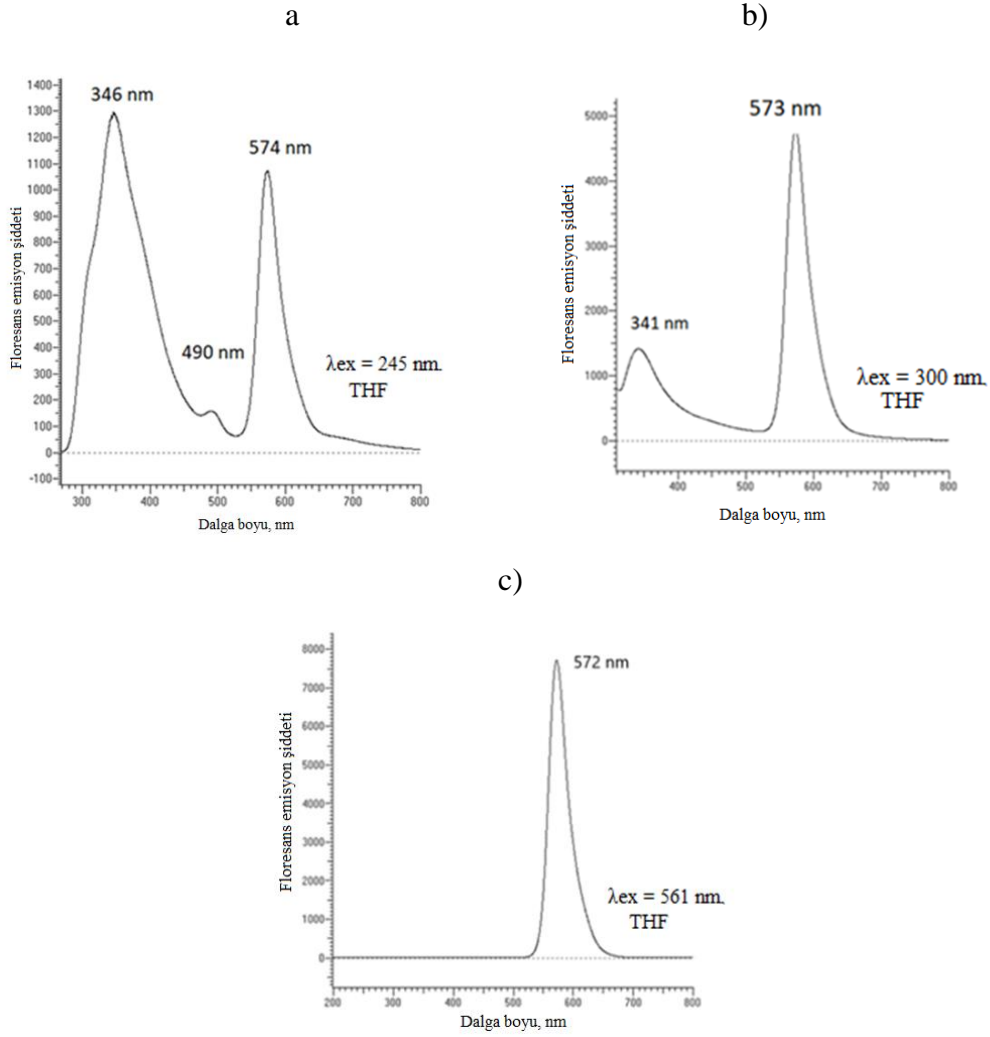 a
b)
1400
1300
1200
1100
1000
900
800
700
600
500
400
300
200
100
0
-100
346 nm
574 nm
490 nm
λex = 245 nm.
THF
300
400
500
600
700
800
Floresans emisyon şiddeti
Dalga boyu, nm
5000
4000
3000
2000
1000
0
573 nm
341 nm
λex = 300 nm,
THF
400
500
600
700
800
Floresans emisyon şiddeti
Dalga boyu, nm
c)
8000
7000
6000
5000
4000
3000
2000
1000
0
572 nm
λex = 561 nm.
THF
200
300
400
500
600
700
800
Floresans emisyon şiddeti
Dalga boyu, nm